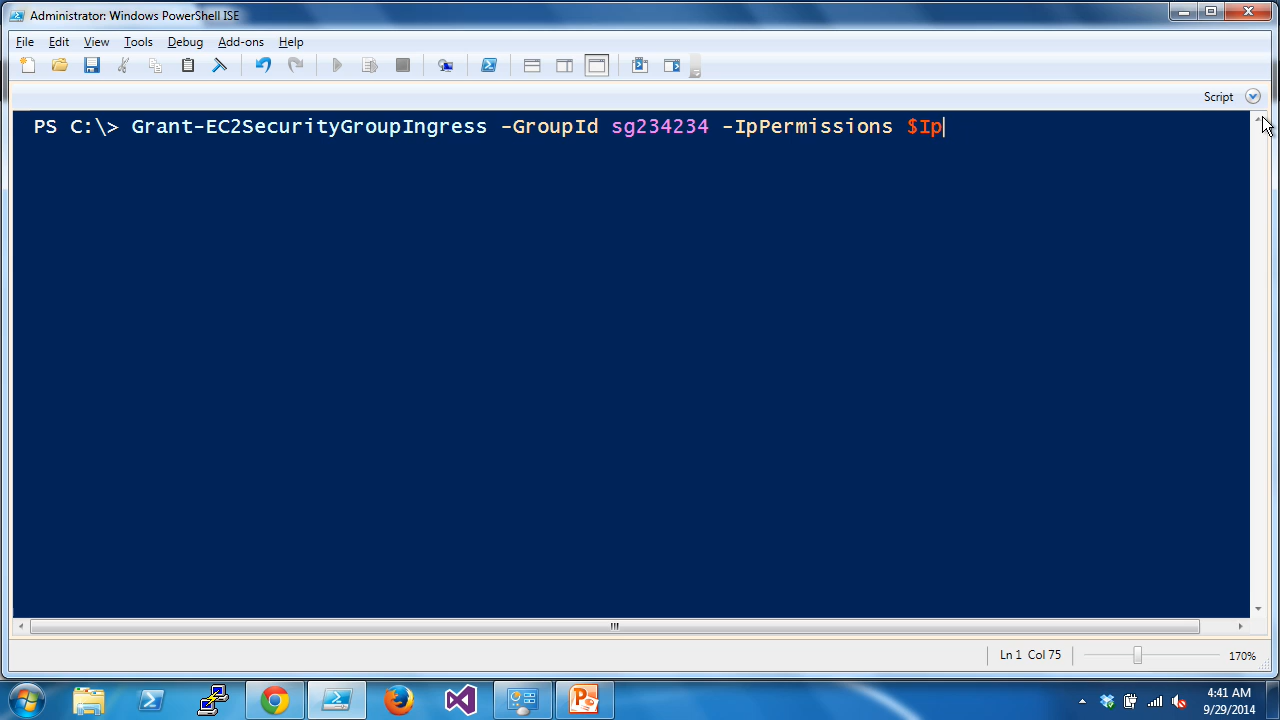 Administrator: Windows PowerShell ISE
File Edit View Tools Debug Add-ons Help
Script
PS C:\> Grant-EC2SecurityGroupIngress -GroupId sg234234 -IpPermissions $Ip
Ln 1 Col 75
170%
4:41 AM
9/29/2014